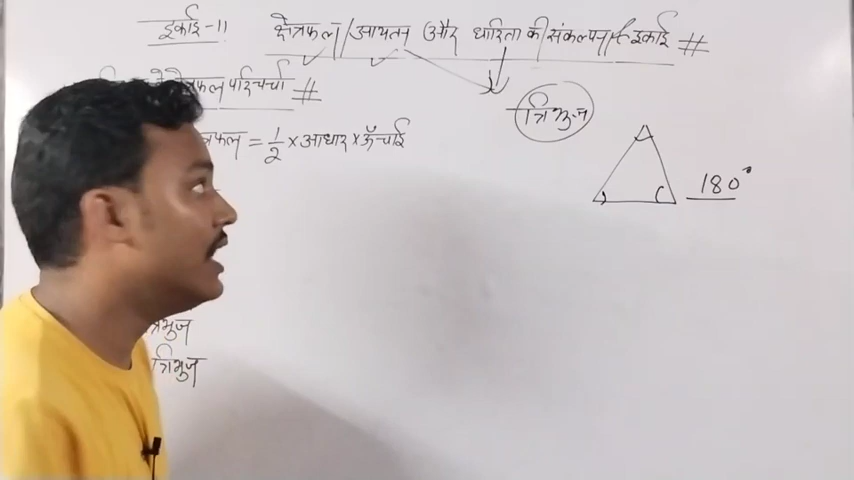 इकाई-11 क्षेत्रफल/आयतन और धारिता की संकल्पना/इकाई #
क्षेत्रफल परिचर्चा #
त्रिभुज
= 1/2 × आधार × ऊँचाई
180°
त्रिभुज
त्रिभुज